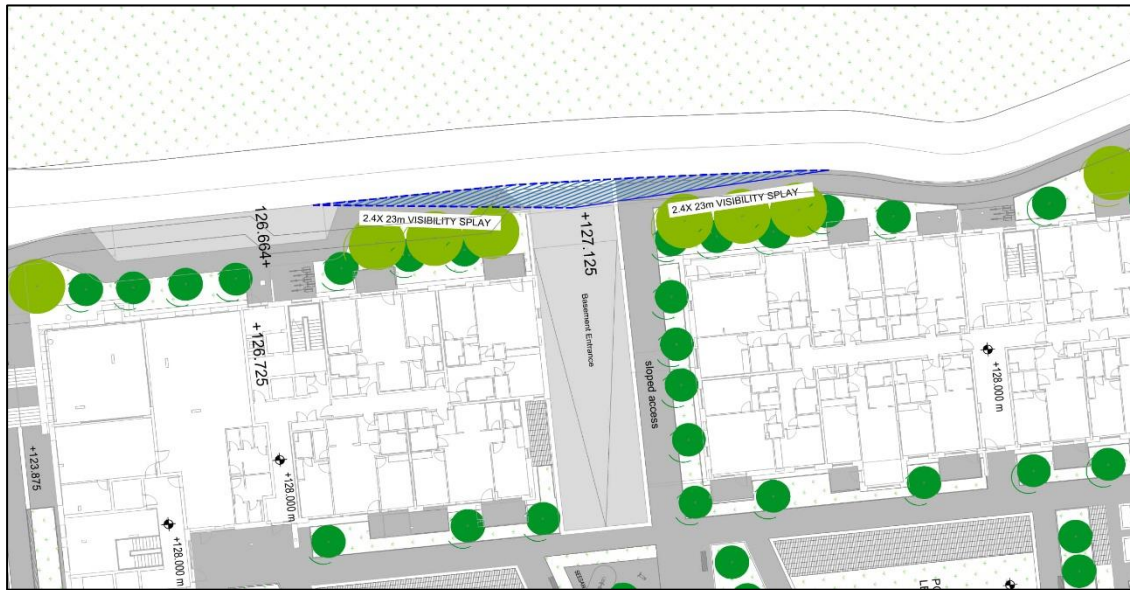 126.664+
2.4X 23m VISIBILITY SPLAY
+127.125
2.4X 23m VISIBILITY SPLAY
Basement Entrance
+126.725
sloped access
+128.000 m
+123.875
+128.000 m
+128.000 m